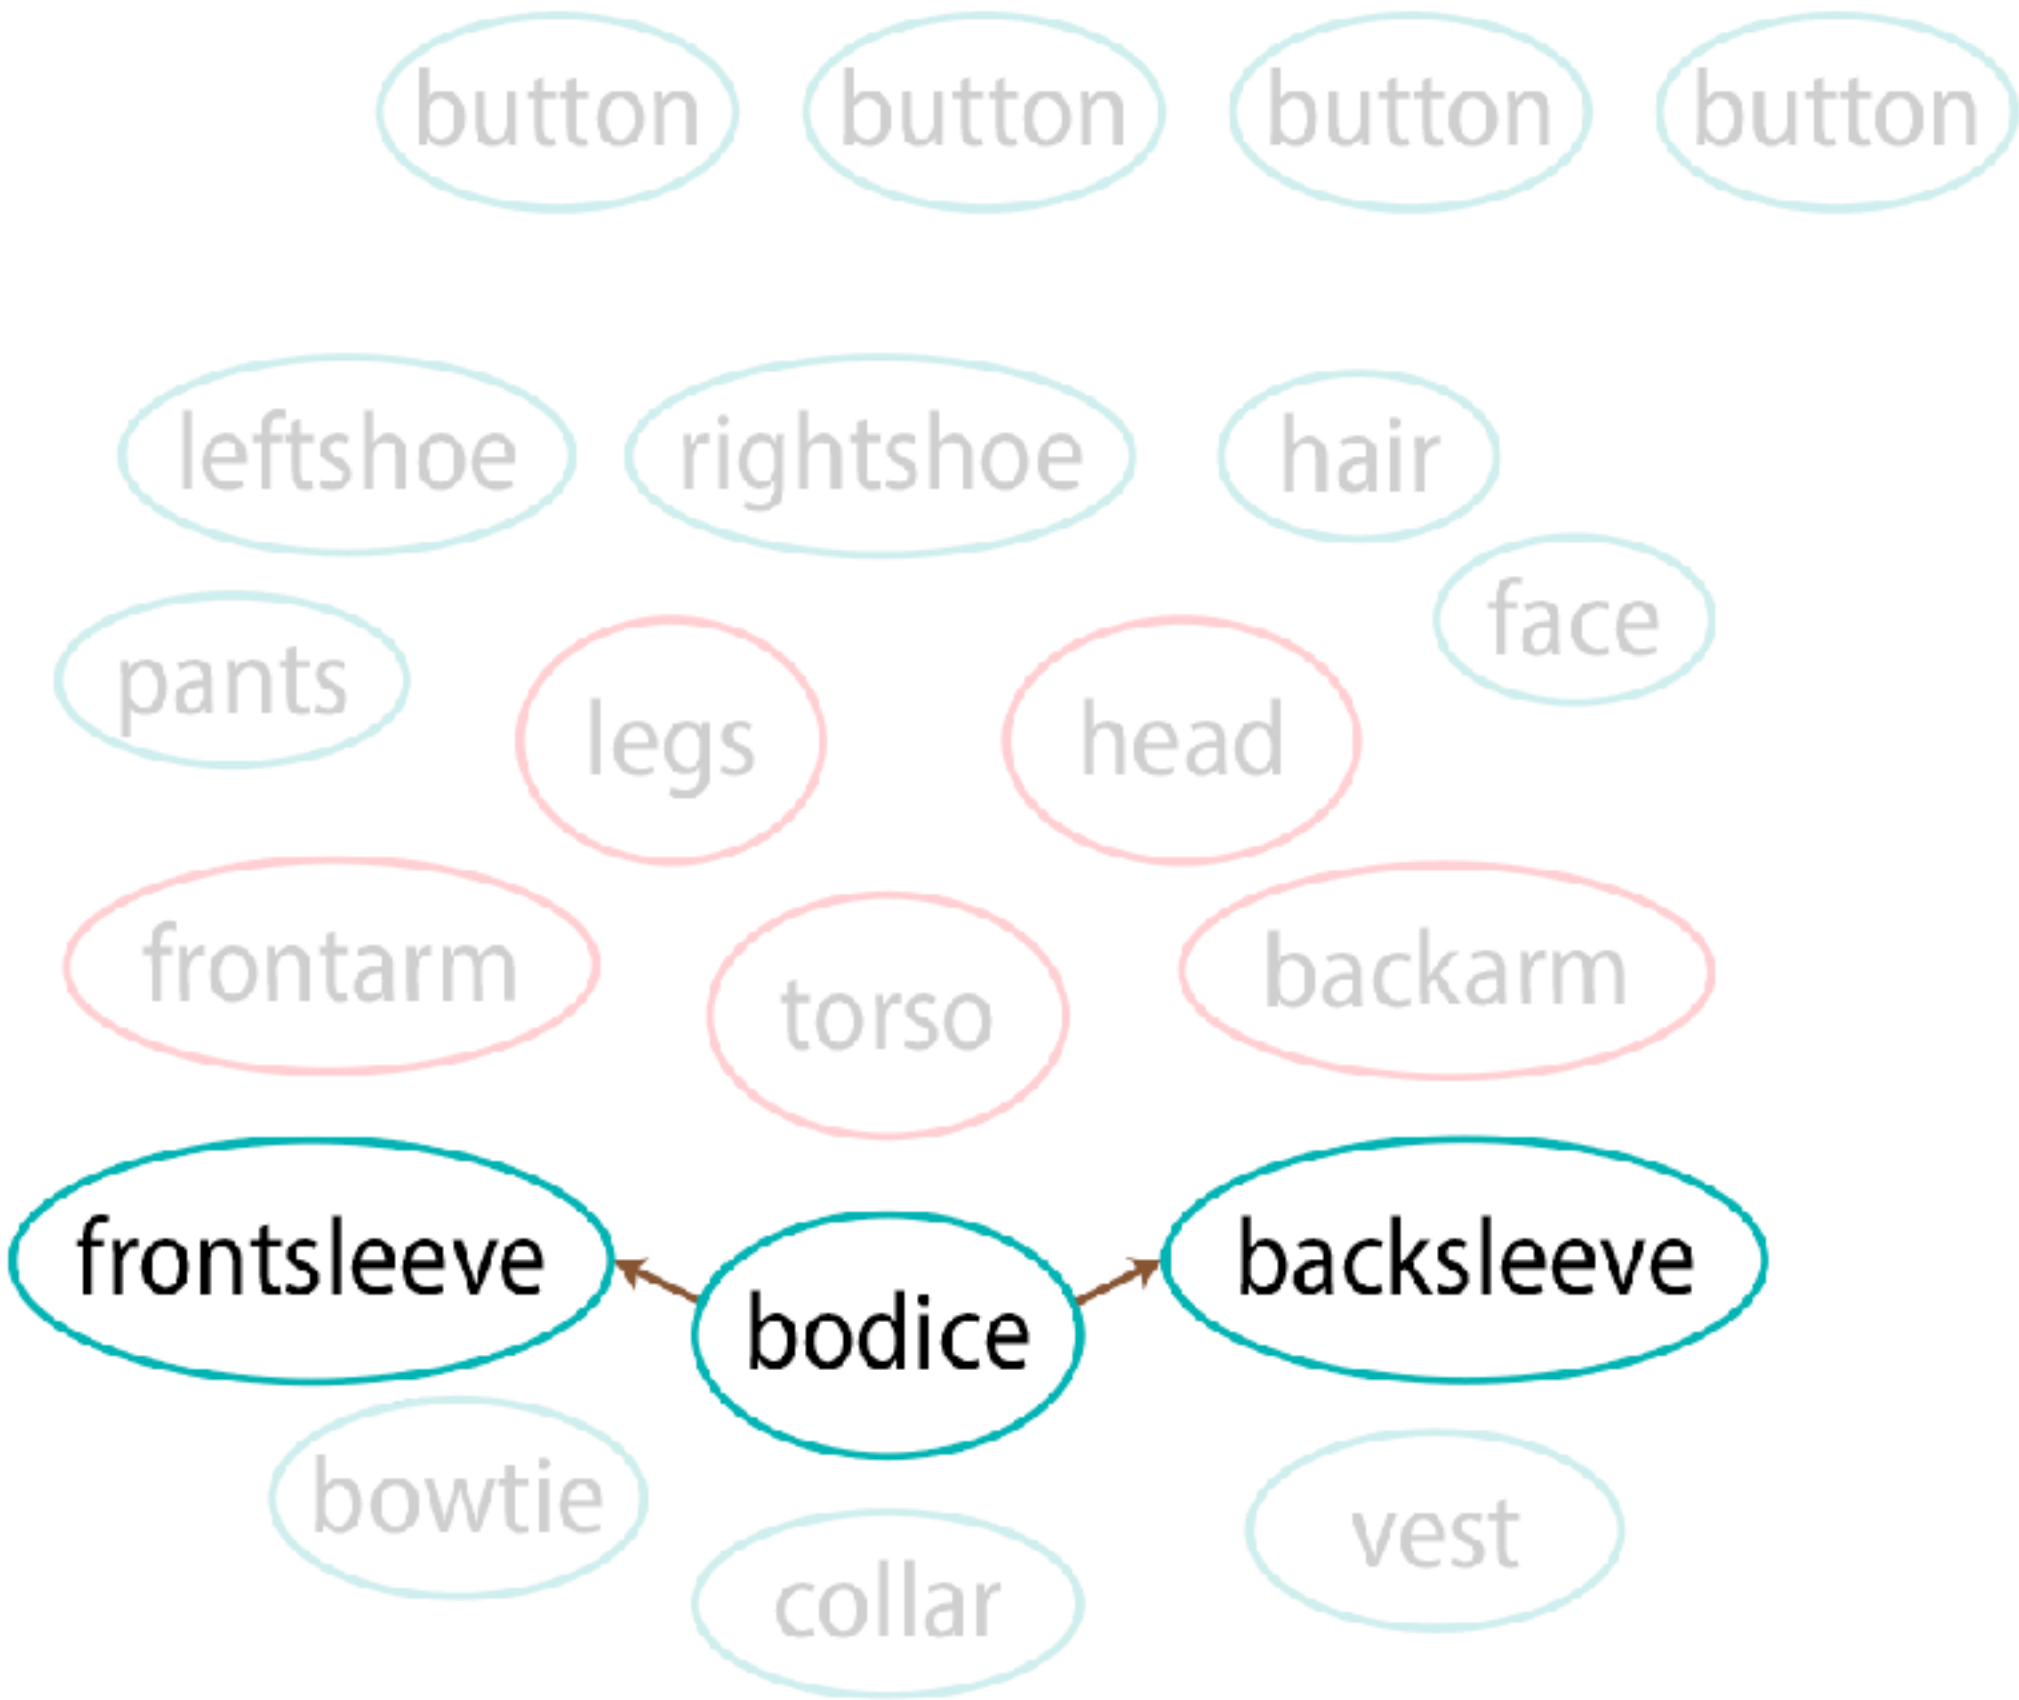 button button button button
leftshoe rightshoe hair
face
pants legs head
frontarm torso backarm
frontsleeve bodice backsleeve
bowtie collar vest